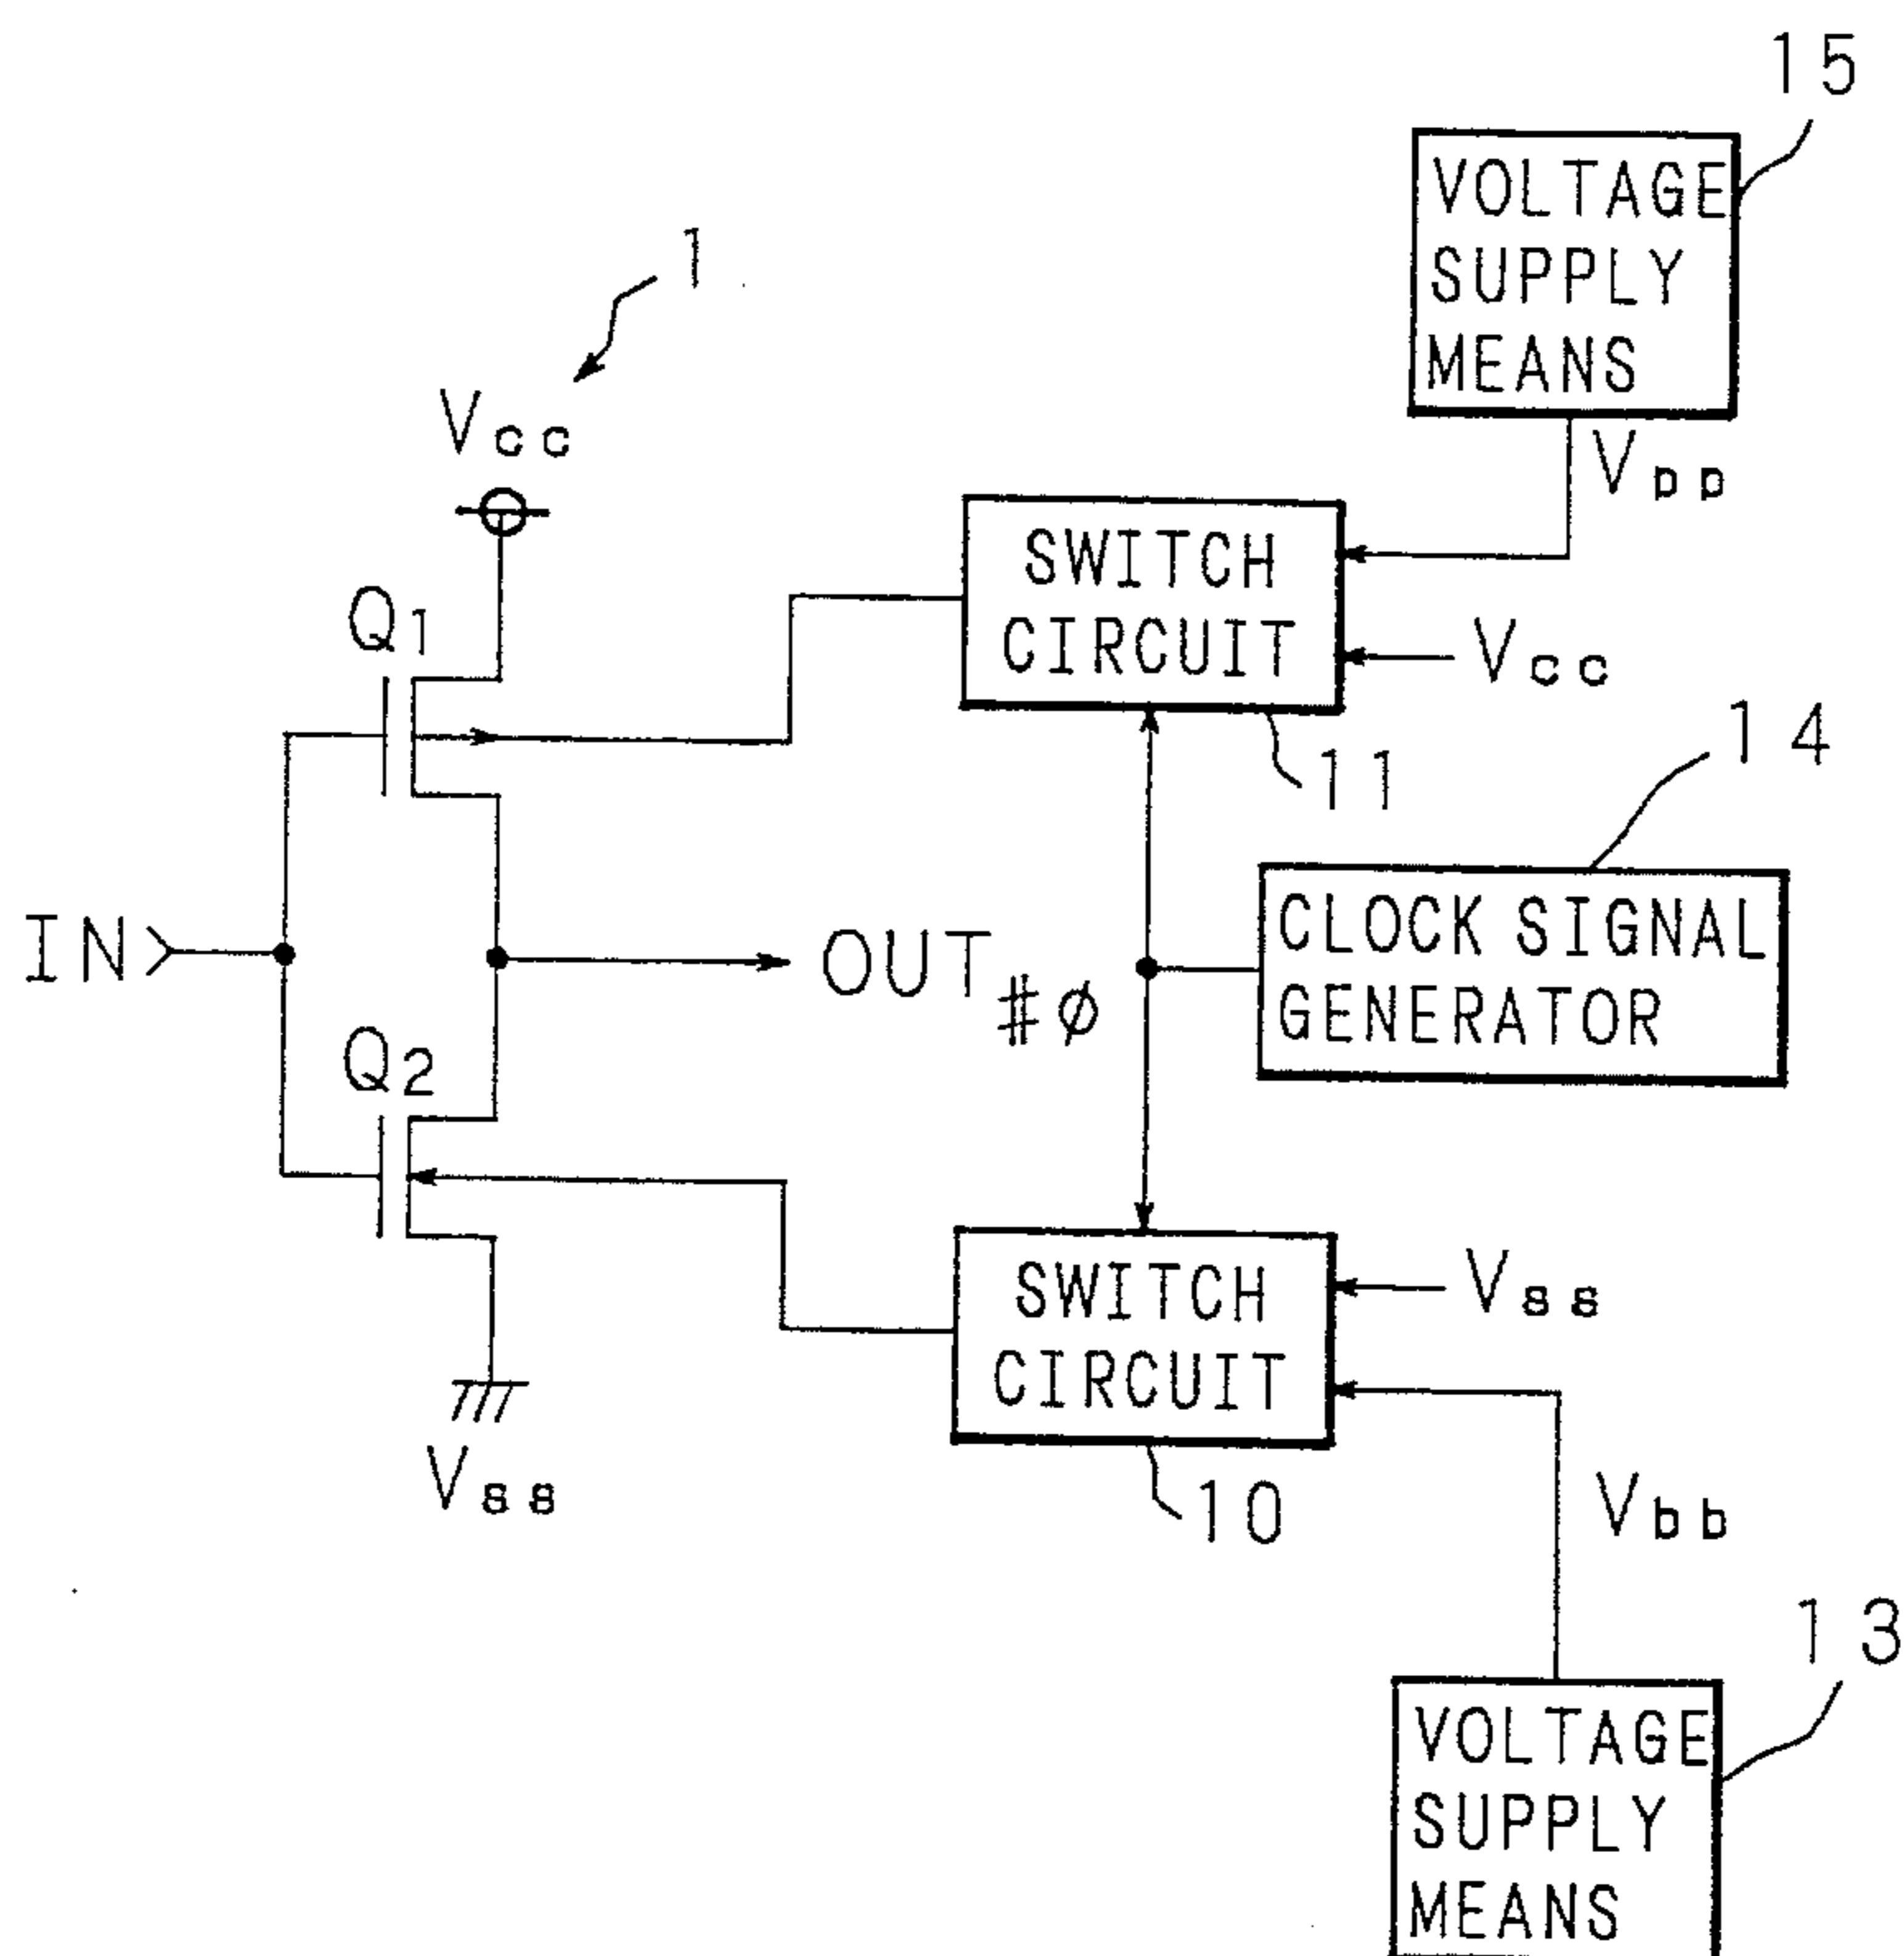 15
VOLTAGE
SUPPLY
MEANS
1
Vcc
Vpp
SWITCH
CIRCUIT
Q1
Vcc
14
11
CLOCK SIGNAL
GENERATOR
IN
OUT
#ø
Q2
SWITCH
CIRCUIT
Vss
Vss
10
Vbb
13
VOLTAGE
SUPPLY
MEANS